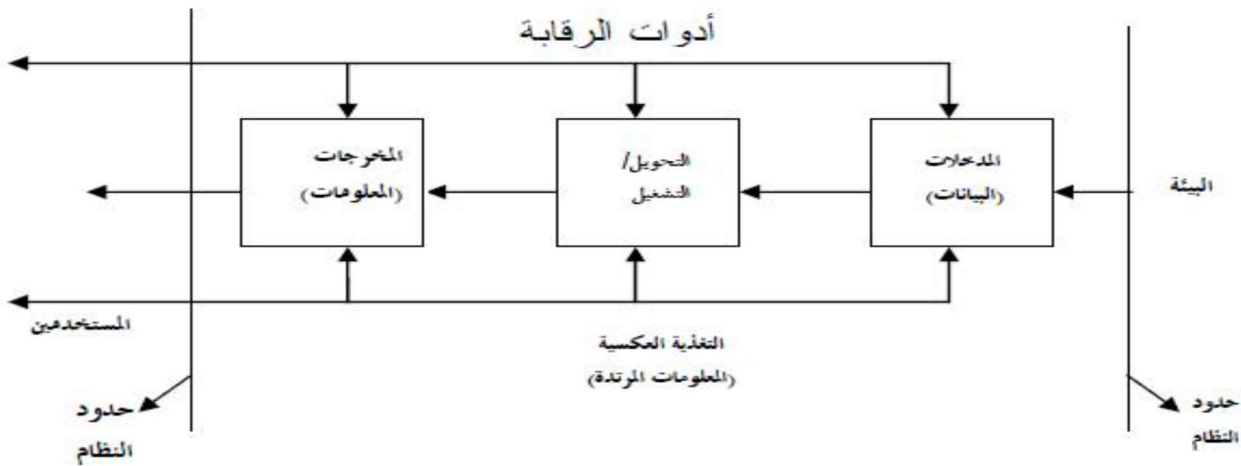 أدوات الرقابة
البيئة
المدخلات
(البيانات)
التحويل/
التشغيل
المخرجات
(المعلومات)
المستخدمين
التغذية العكسية
(المعلومات المرتدة)
حدود
النظام
حدود
النظام